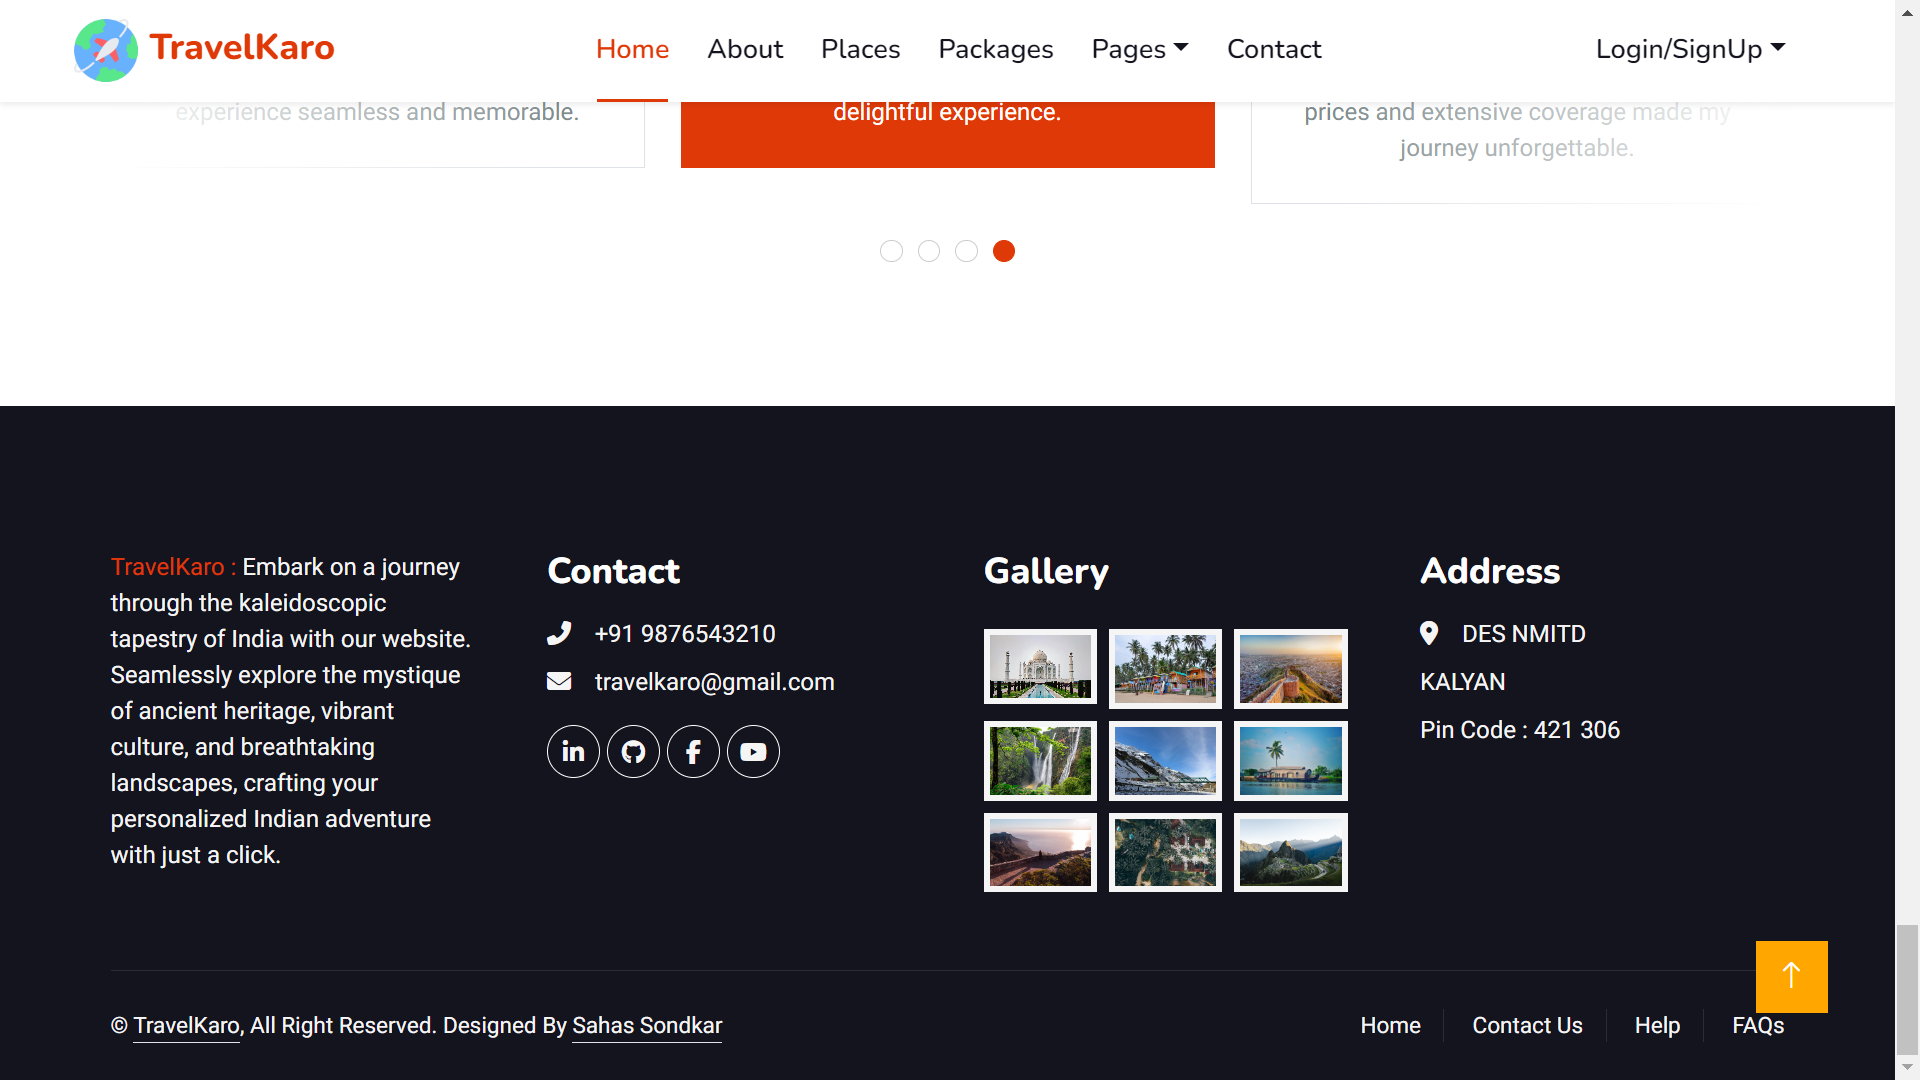 TravelKaro
Home
About
Places
Packages
Pages
Contact
Login/SignUp
experience seamless and memorable.
delightful experience.
prices and extensive coverage made my
journey unforgettable.
TravelKaro : Embark on a journey
through the kaleidoscopic
tapestry of India with our website.
Seamlessly explore the mystique
of ancient heritage, vibrant
culture, and breathtaking
landscapes, crafting your
personalized Indian adventure
with just a click.
Contact
+91 9876543210
travelkaro@gmail.com
Gallery
Address
DES NMITD
KALYAN
Pin Code : 421 306
© TravelKaro, All Right Reserved. Designed By Sahas Sondkar
Home
Contact Us
Help
FAQs